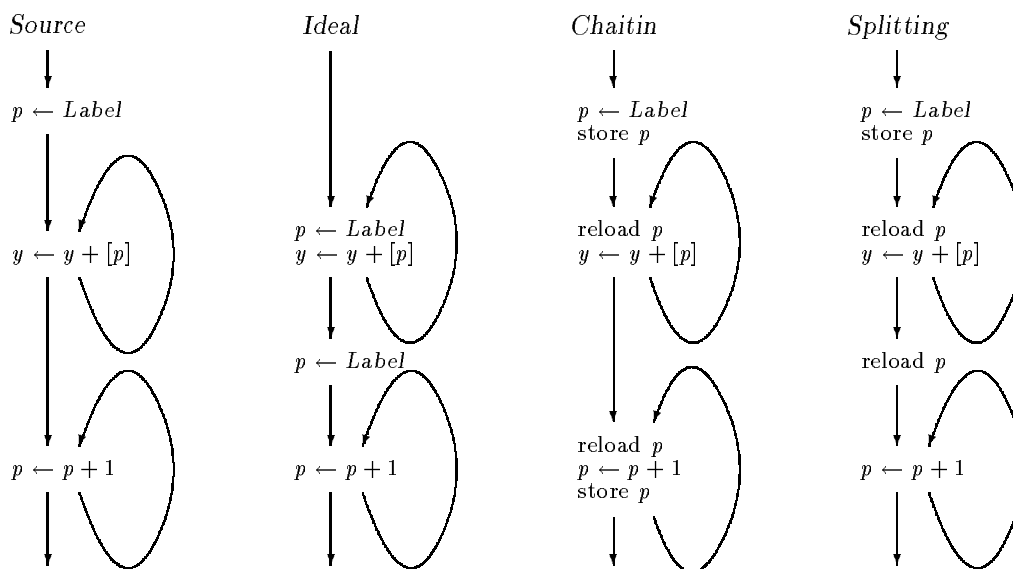 Source
p ← Label
y ← y + [p]
p ← p + 1
Ideal
p ← Label
y ← y + [p]
p ← Label
p ← p + 1
Chaitin
p ← Label
store p
reload p
y ← y + [p]
reload p
p ← p + 1
store p
Splitting
p ← Label
store p
reload p
y ← y + [p]
reload p
p ← p + 1